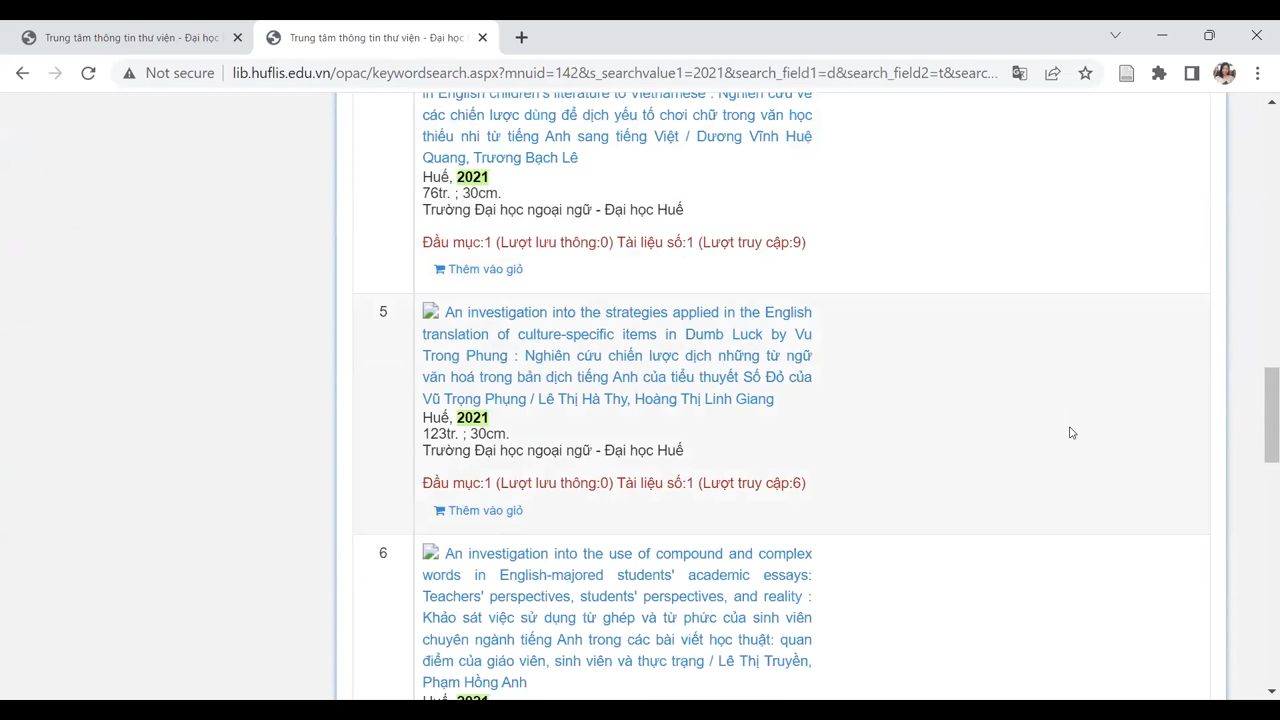 Trung tâm thông tin thư viện - Đại học
Trung tâm thông tin thư viện - Đại học
Not secure
lib.huflis.edu.vn/opac/keywordsearch.aspx?mnuid=142&s_searchvalue1=2021&search_field1=d&search_field2=t&searc...
in English children's literature to Vietnamese : Nghiên cứu về
các chiến lược dùng để dịch yếu tố chơi chữ trong văn học
thiếu nhi từ tiếng Anh sang tiếng Việt / Dương Vĩnh Huệ
Quang, Trương Bạch Lê
Huế, 2021
76tr. ; 30cm.
Trường Đại học ngoại ngữ - Đại học Huế
Đầu mục:1 (Lượt lưu thông:0) Tài liệu số:1 (Lượt truy cập:9)
Thêm vào giỏ
5
An investigation into the strategies applied in the English
translation of culture-specific items in Dumb Luck by Vu
Trong Phung : Nghiên cứu chiến lược dịch những từ ngữ
văn hoá trong bản dịch tiếng Anh của tiểu thuyết Số Đỏ của
Vũ Trọng Phụng / Lê Thị Hà Thy, Hoàng Thị Linh Giang
Huế, 2021
123tr. ; 30cm.
Trường Đại học ngoại ngữ - Đại học Huế
Đầu mục:1 (Lượt lưu thông:0) Tài liệu số:1 (Lượt truy cập:6)
Thêm vào giỏ
6
An investigation into the use of compound and complex
words in English-majored students' academic essays:
Teachers' perspectives, students' perspectives, and reality :
Khảo sát việc sử dụng từ ghép và từ phức của sinh viên
chuyên ngành tiếng Anh trong các bài viết học thuật: quan
điểm của giáo viên, sinh viên và thực trạng / Lê Thị Truyền,
Phạm Hồng Anh
Huế, 2021